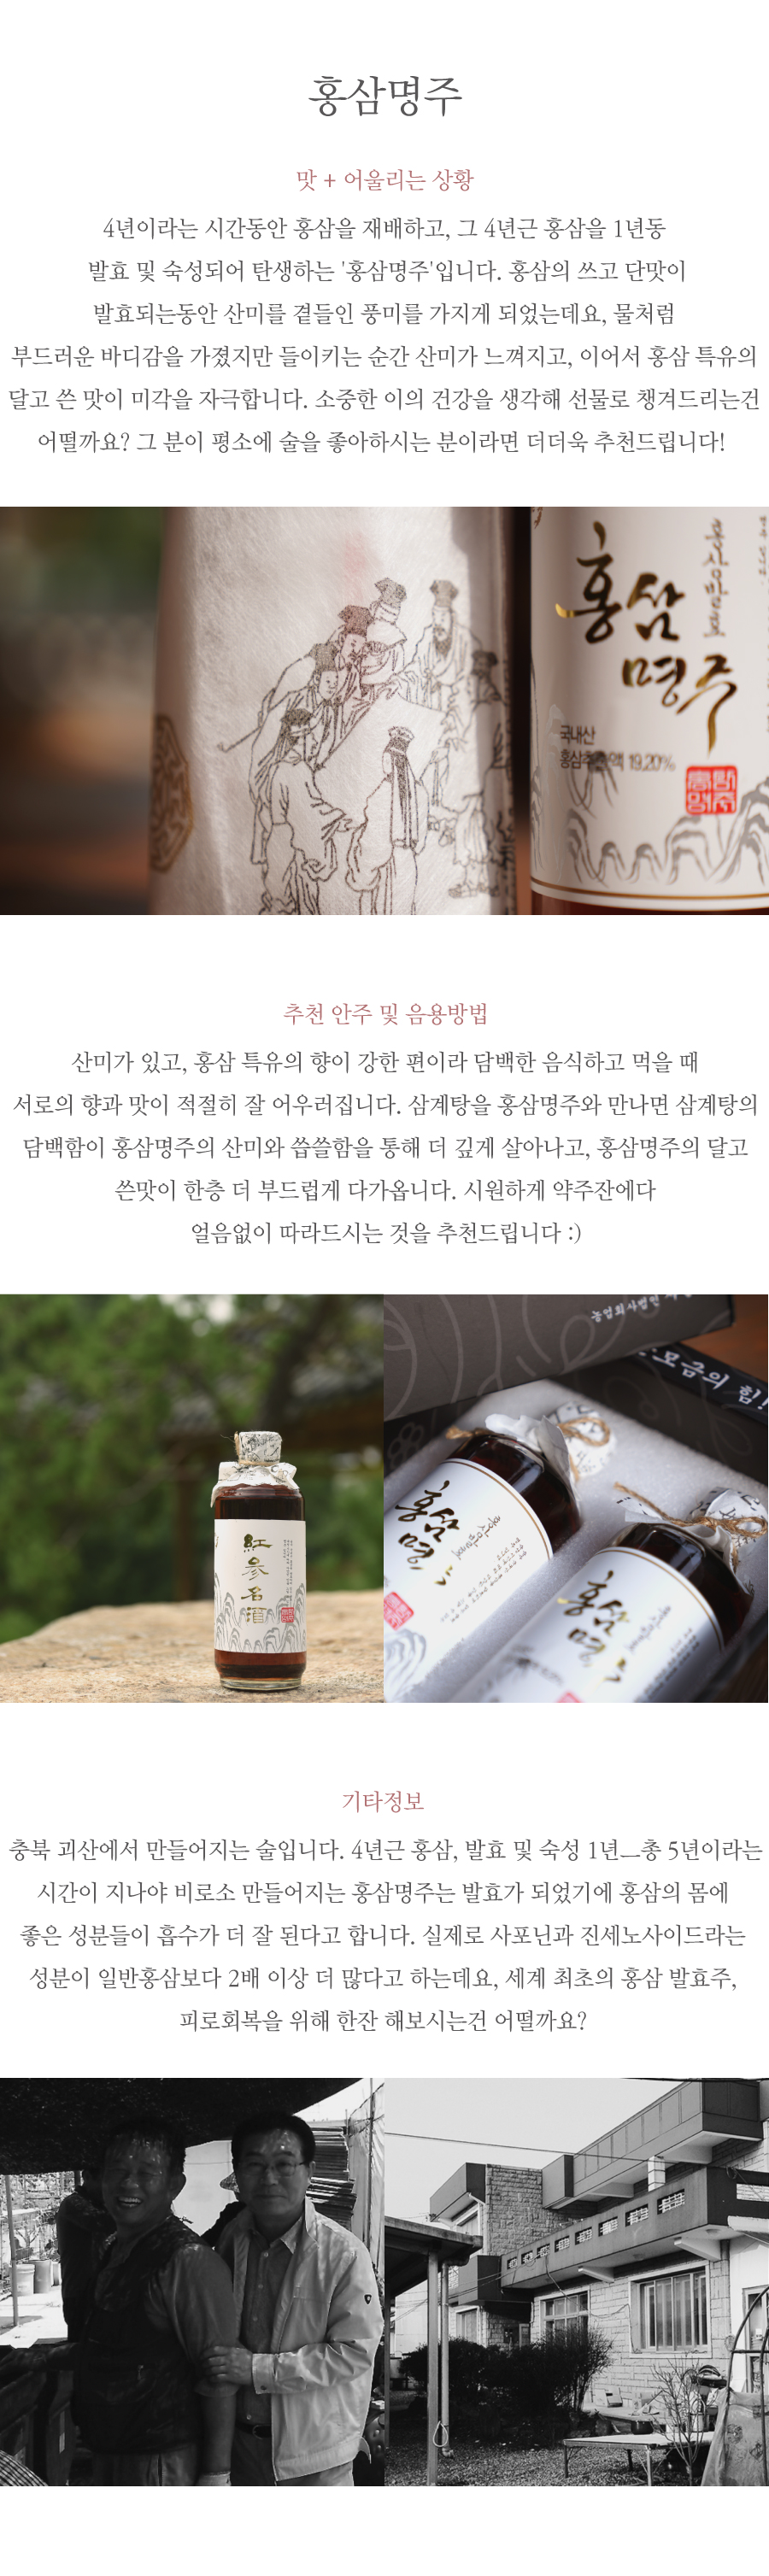 홍삼명주
맛 + 어울리는 상황
4년이라는 시간동안 홍삼을 재배하고, 그 4년근 홍삼을 1년동
발효 및 숙성되어 탄생하는 '홍삼명주'입니다. 홍삼의 쓰고 단맛이
발효되는동안 산미를 곁들인 풍미를 가지게 되었는데요, 물처럼
부드러운 바디감을 가졌지만 들이키는 순간 산미가 느껴지고, 이어서 홍삼 특유의
달고 쓴 맛이 미각을 자극합니다. 소중한 이의 건강을 생각해 선물로 챙겨드리는건
어떨까요? 그 분이 평소에 술을 좋아하시는 분이라면 더더욱 추천드립니다!
홍삼
명주
국내산
19.20%
추천 안주 및 음용방법
산미가 있고, 홍삼 특유의 향이 강한 편이라 담백한 음식하고 먹을 때
서로의 향과 맛이 적절히 잘 어우러집니다. 삼계탕을 홍삼명주와 만나면 삼계탕의
담백함이 홍삼명주의 산미와 씁쓸함을 통해 더 깊게 살아나고, 홍삼명주의 달고
쓴맛이 한층 더 부드럽게 다가옵니다. 시원하게 약주잔에다
얼음없이 따라드시는 것을 추천드립니다 :)
紅參名酒
농업회사법인
모금의 힘!
홍삼
명주
홍삼
명주
기타정보
충북 괴산에서 만들어지는 술입니다. 4년근 홍삼, 발효 및 숙성 1년_총 5년이라는
시간이 지나야 비로소 만들어지는 홍삼명주는 발효가 되었기에 홍삼의 몸에
좋은 성분들이 흡수가 더 잘 된다고 합니다. 실제로 사포닌과 진세노사이드라는
성분이 일반홍삼보다 2배 이상 더 많다고 하는데요, 세계 최초의 홍삼 발효주,
피로회복을 위해 한잔 해보시는건 어떨까요?